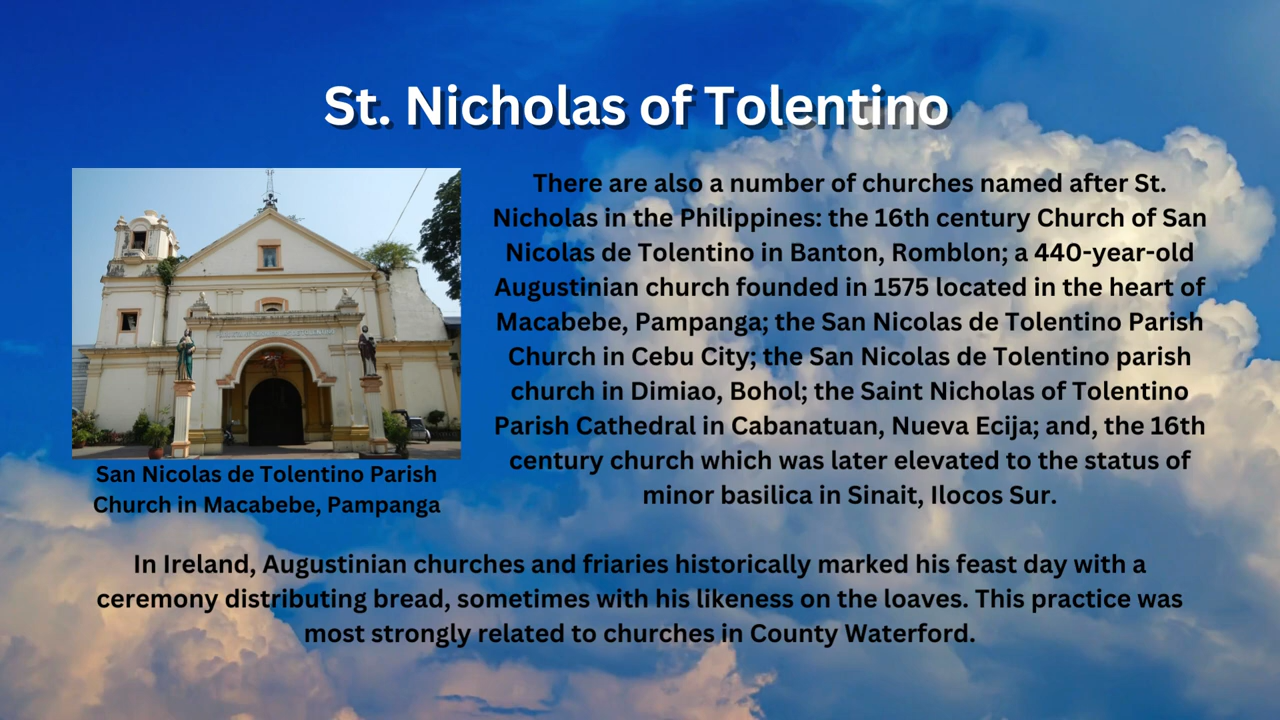 St. Nicholas of Tolentino
There are also a number of churches named after St.
Nicholas in the Philippines: the 16th century Church of San
Nicolas de Tolentino in Banton, Romblon; a 440-year-old
Augustinian church founded in 1575 located in the heart of
Macabebe, Pampanga; the San Nicolas de Tolentino Parish
Church in Cebu City; the San Nicolas de Tolentino parish
church in Dimiao, Bohol; the Saint Nicholas of Tolentino
Parish Cathedral in Cabanatuan, Nueva Ecija; and, the 16th
century church which was later elevated to the status of
minor basilica in Sinait, Ilocos Sur.
San Nicolas de Tolentino Parish
Church in Macabebe, Pampanga
In Ireland, Augustinian churches and friaries historically marked his feast day with a
ceremony distributing bread, sometimes with his likeness on the loaves. This practice was
most strongly related to churches in County Waterford.